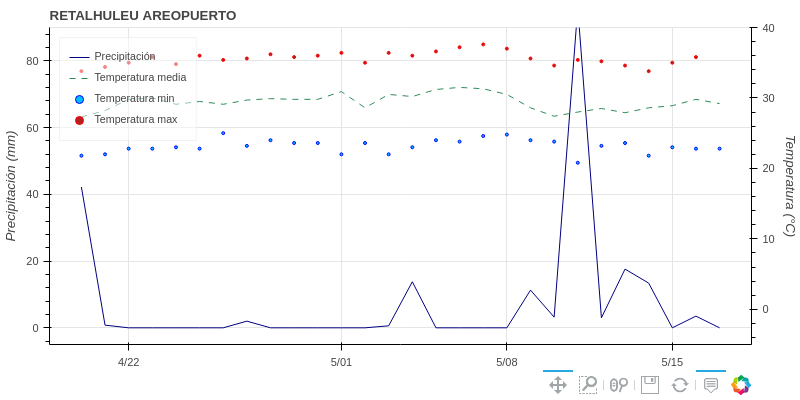 RETALHULEU AREOPUERTO
Precipitación
Temperatura media
Temperatura min
Temperatura max
Precipitación (mm)
80
60
40
20
0
Temperatura (°C)
40
30
20
10
0
4/22
5/01
5/08
5/15